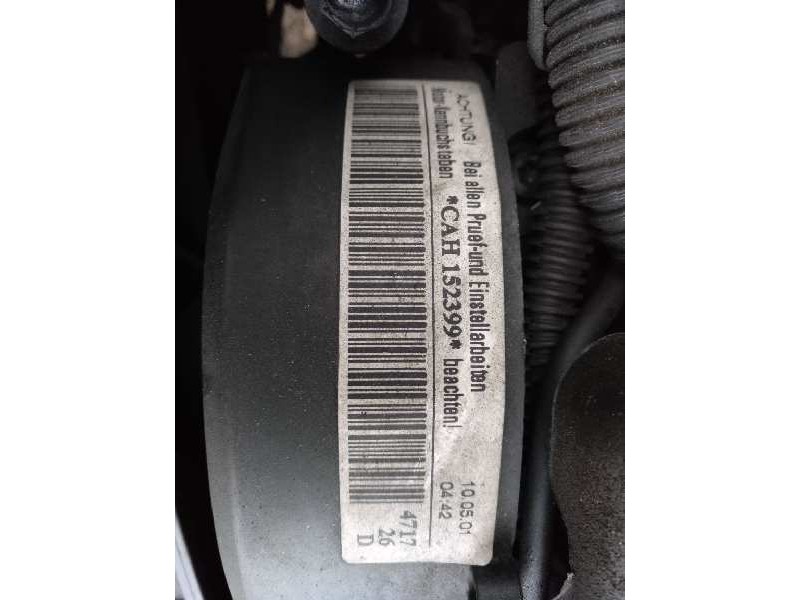 ACHTUNG! Bei allen Pruef-und Einstellarbeiten
Motor-Kennbuchstaben *CAH 152399* beachten!
10.05.01
04:42
4717
26
D